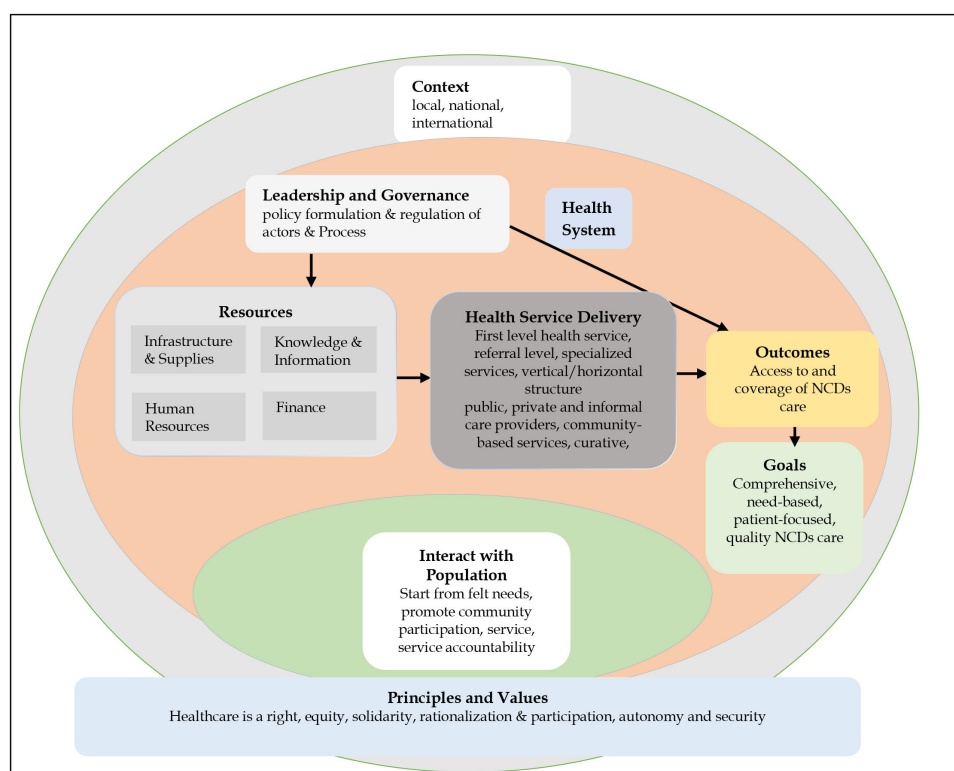 Context
local, national,
international
Leadership and Governance
policy formulation & regulation of
actors & Process
Health
System
Resources
Infrastructure
& Supplies
Knowledge &
Information
Human
Resources
Finance
Health Service Delivery
First level health service,
referral level, specialized
services, vertical/horizontal
structure
public, private and informal
care providers, community-
based services, curative,
Outcomes
Access to and
coverage of NCDs
care
Goals
Comprehensive,
need-based,
patient-focused,
quality NCDs care
Interact with
Population
Start from felt needs,
promote community
participation, service,
service accountability
Principles and Values
Healthcare is a right, equity, solidarity, rationalization & participation, autonomy and security